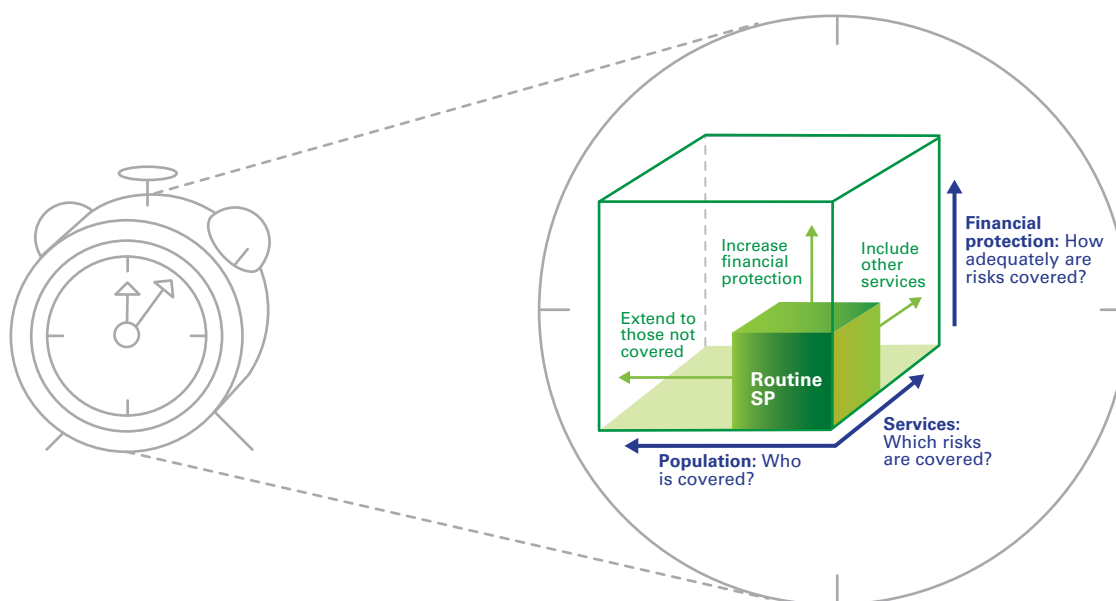 Increase
financial
protection
Include
other
services
Financial
protection: How
adequately are
risks covered?
Extend to
those not
covered
Routine
SP
Services:
Which risks
are covered?
Population: Who
is covered?